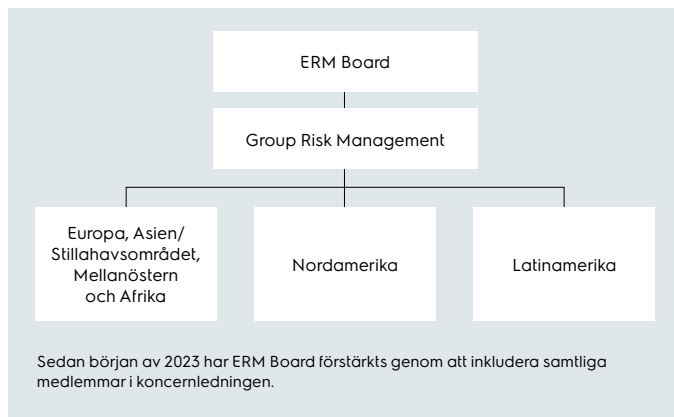 ERM Board
Group Risk Management
Europa, Asien/
Stillahavsområdet,
Mellanöstern
och Afrika
Nordamerika
Latinamerika
Sedan början av 2023 har ERM Board förstärkts genom att inkludera samtliga
medlemmar i koncernledningen.